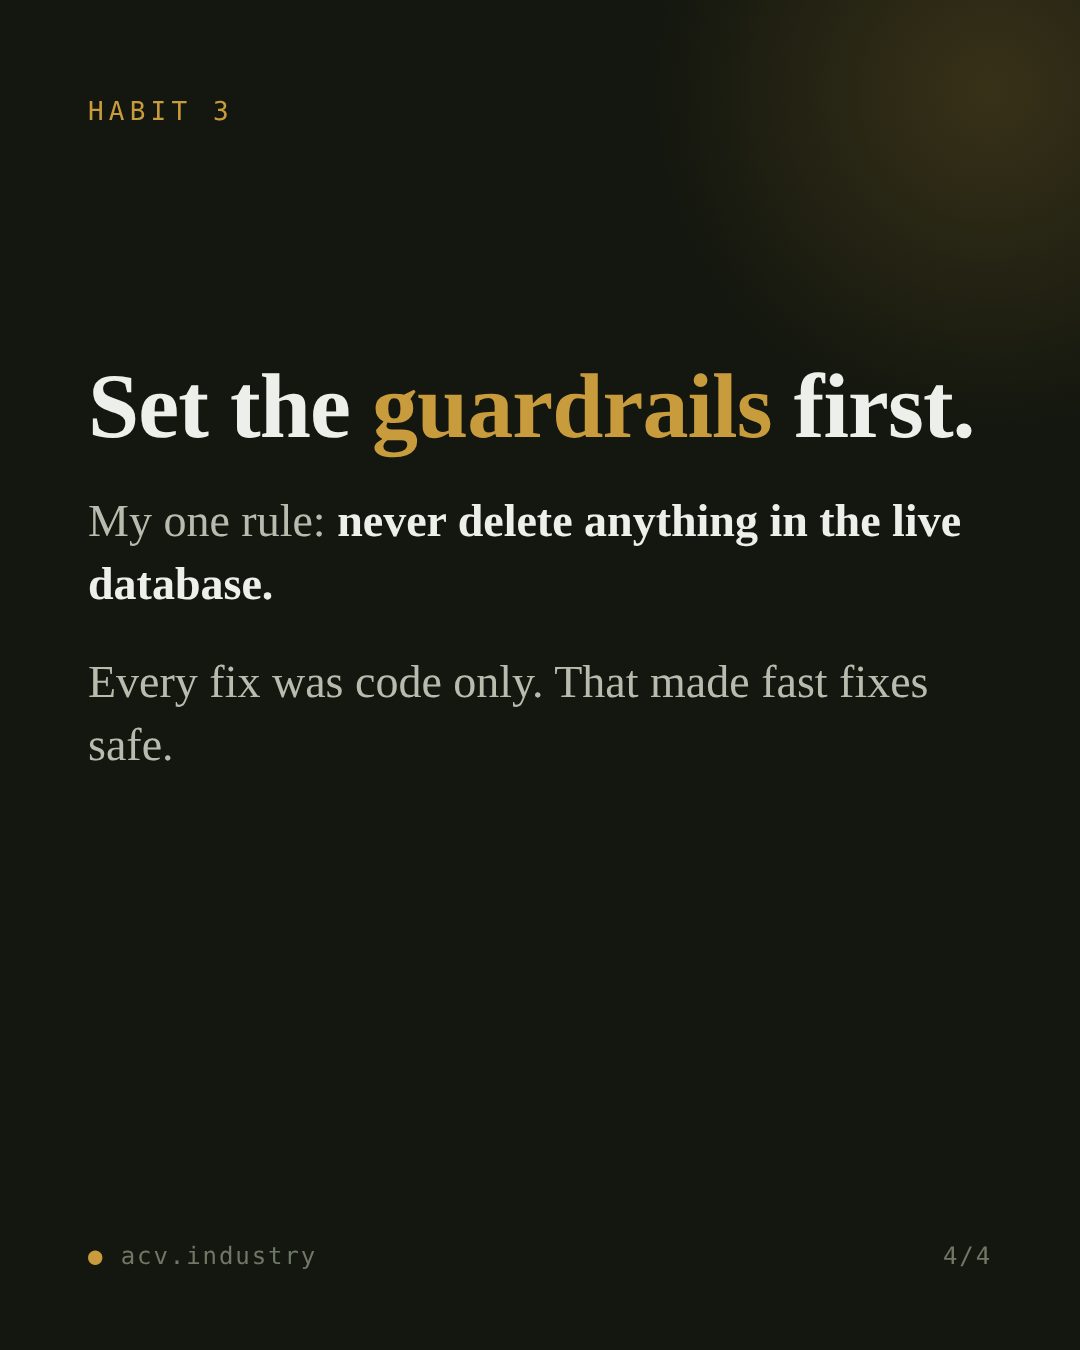 HABIT 3
Set the guardrails first.
My one rule: never delete anything in the live
database.
Every fix was code only. That made fast fixes
safe.
acv.industry
4/4